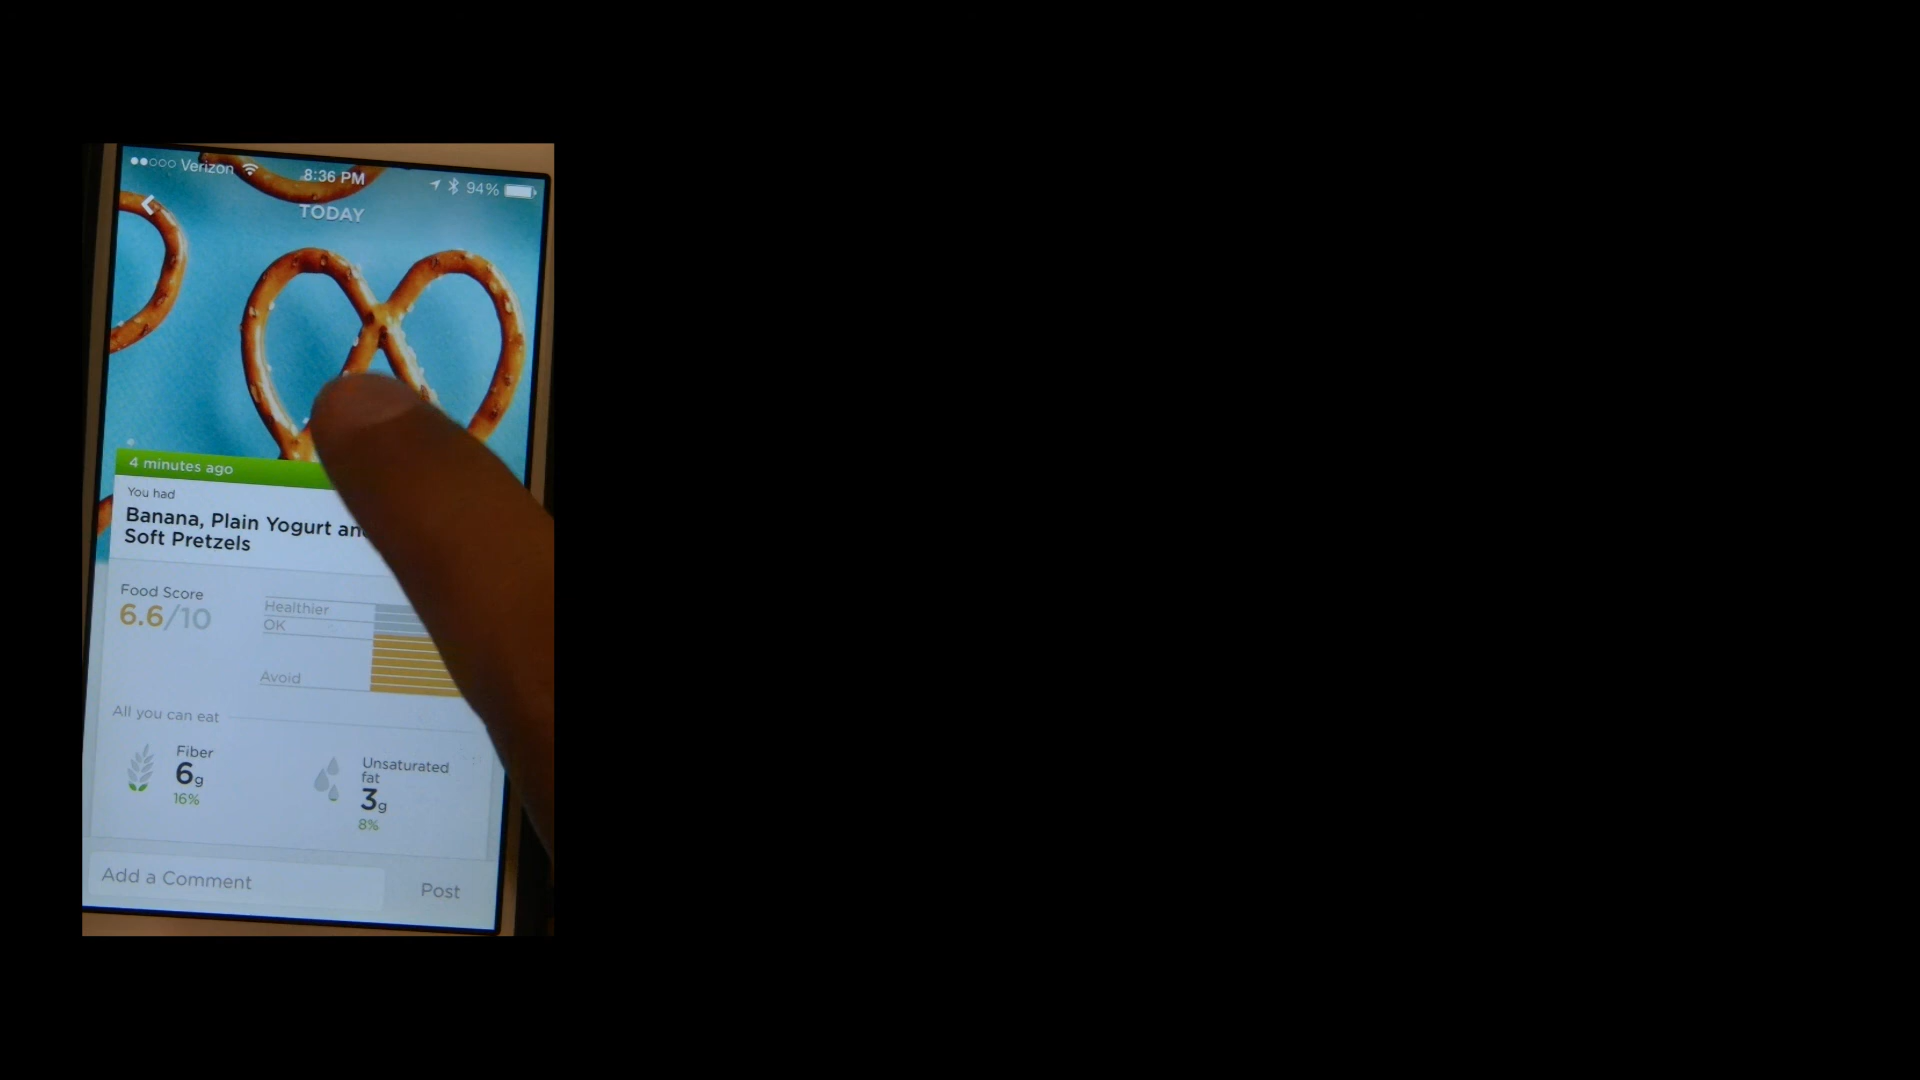 Verizon 8:36 PM 94%
TODAY
4 minutes ago
You had
Banana, Plain Yogurt
Soft Pretzels
Food Score
6.6/10
Healthier
OK
Avoid
All you can eat
Fiber
6g
16%
Unsaturated
fat
3g
8%
Add a Comment
Post